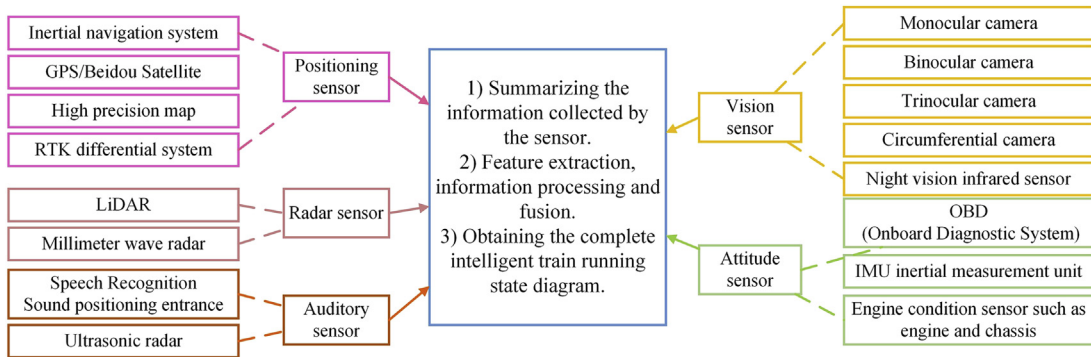 Inertial navigation system
GPS/Beidou Satellite
High precision map
RTK differential system
Positioning
sensor
LiDAR
Millimeter wave radar
Radar sensor
Speech Recognition
Sound positioning entrance
Ultrasonic radar
Auditory
sensor
1) Summarizing the
information collected by
the sensor.
2) Feature extraction,
information processing and
fusion.
3) Obtaining the complete
intelligent train running
state diagram.
Vision
sensor
Monocular camera
Binocular camera
Trinocular camera
Circumferential camera
Night vision infrared sensor
Attitude
sensor
OBD
(Onboard Diagnostic System)
IMU inertial measurement unit
Engine condition sensor such as
engine and chassis